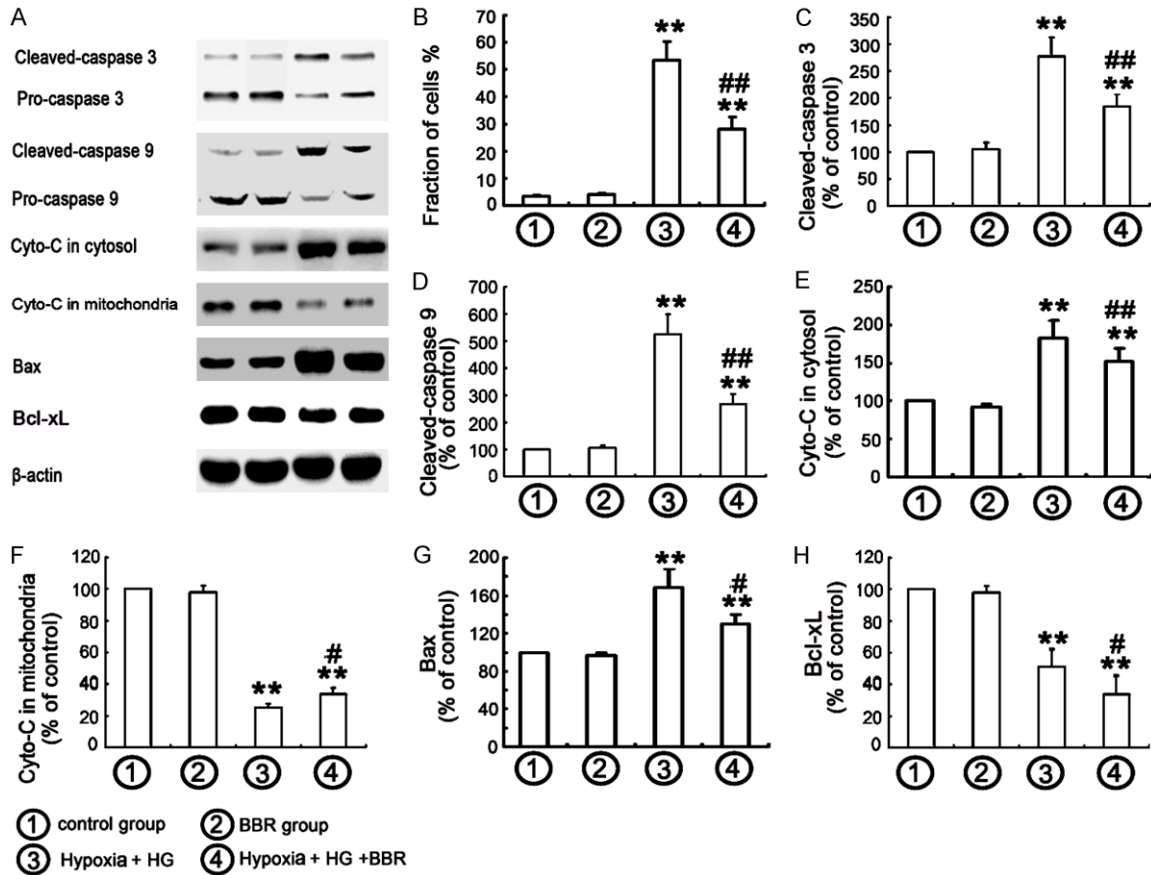 A
Cleaved-caspase 3
Pro-caspase 3
Cleaved-caspase 9
Pro-caspase 9
Cyto-C in cytosol
Cyto-C in mitochondria
Bax
Bcl-xL
β-actin
B
Fraction of cells %
70
60
50
40
30
20
10
0
**
##
**
1 2 3 4
C
Cleaved-caspase 3
(% of control)
350
300
250
200
150
100
50
0
**
##
**
1 2 3 4
D
Cleaved-caspase 9
(% of control)
700
600
500
400
300
200
100
0
**
##
**
1 2 3 4
E
Cyto-C in cytosol
(% of control)
250
200
150
100
50
0
**
##
**
1 2 3 4
F
Cyto-C in mitochondria
(% of control)
120
100
80
60
40
20
0
**
#
**
1 2 3 4
G
Bax
(% of control)
200
160
120
80
40
0
**
#
**
1 2 3 4
H
Bcl-xL
(% of control)
120
100
80
60
40
20
0
**
#
**
1 2 3 4
1 control group 2 BBR group
3 Hypoxia + HG 4 Hypoxia + HG +BBR